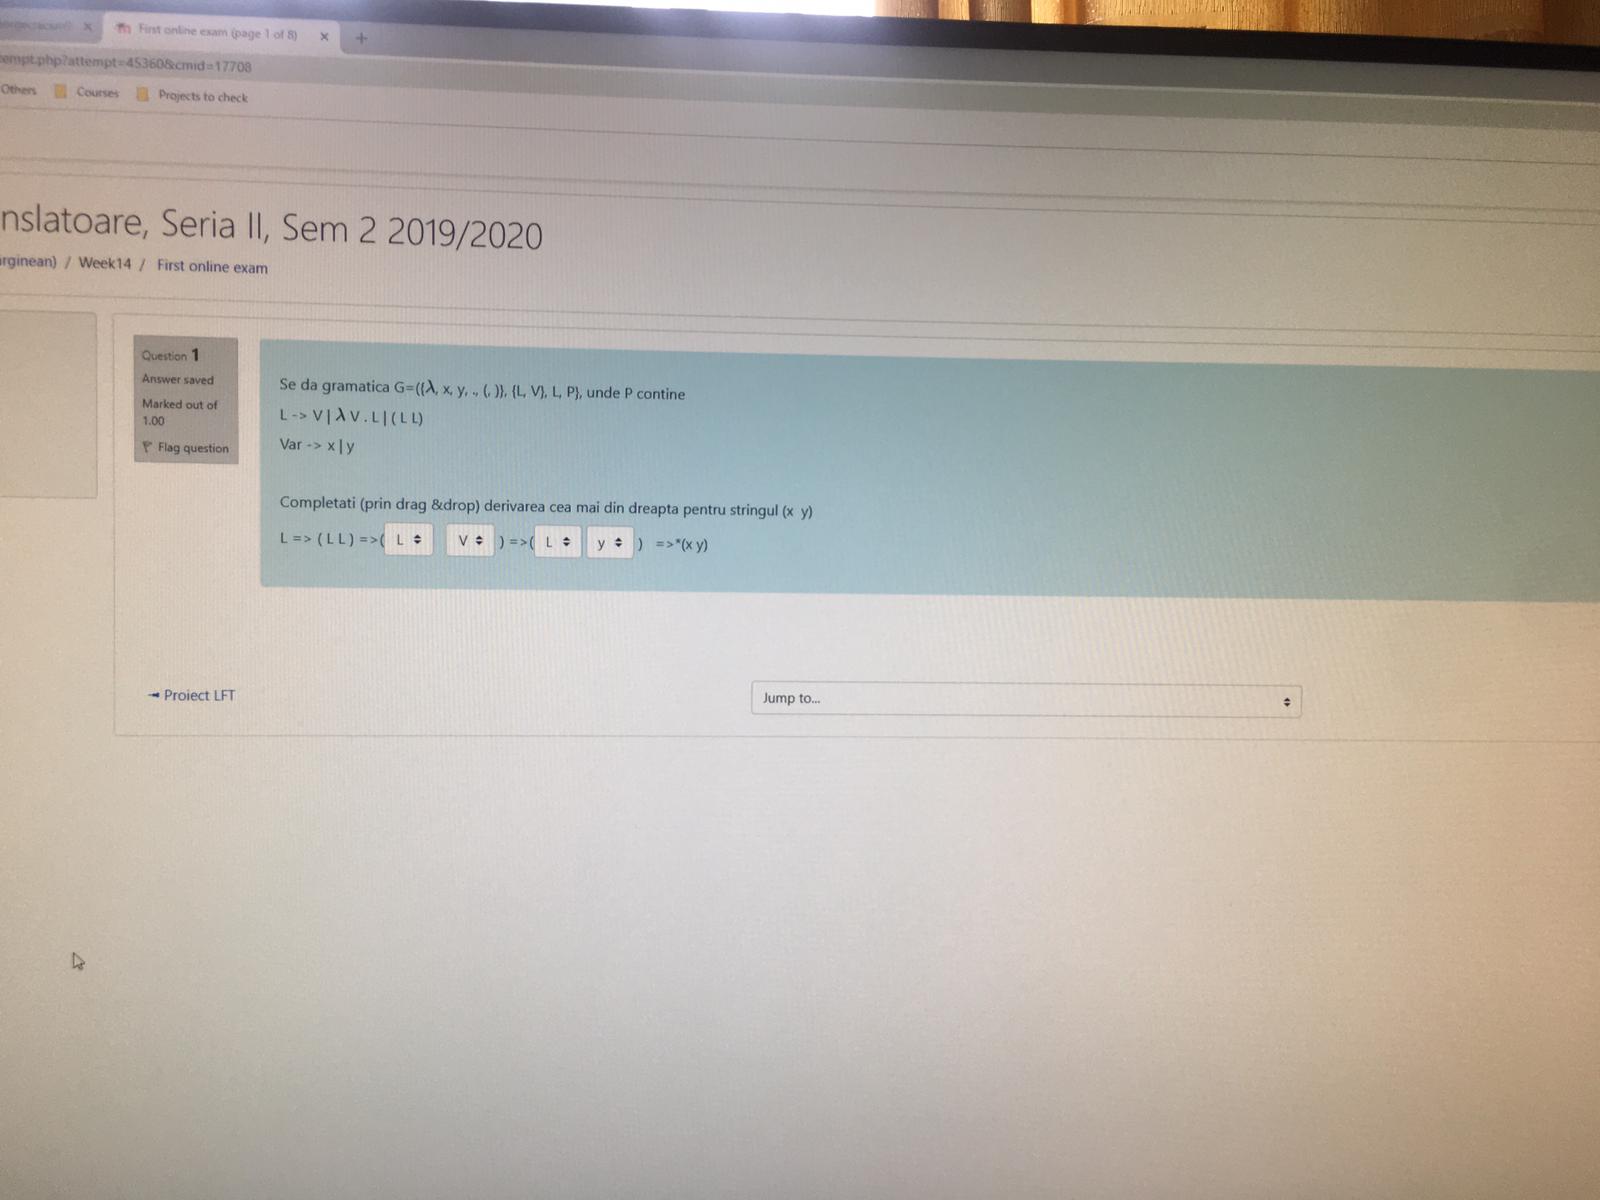 First online exam (page 1 of 8)
empt.php?attempt=45360&cmid=17708
Others Courses Projects to check
nslatoare, Seria II, Sem 2 2019/2020
rginean) / Week14 / First online exam
Question 1
Answer saved
Marked out of
1.00
Flag question
Se da gramatica G=({λ, x, y, ., (, )}, {L, V}, L, P}, unde P contine
L -> V | λ V . L | ( L L)
Var -> x | y
Completati (prin drag &drop) derivarea cea mai din dreapta pentru stringul (x y)
L => ( L L ) =>( L V ) =>( L y ) =>*(x y)
Proiect LFT
Jump to...